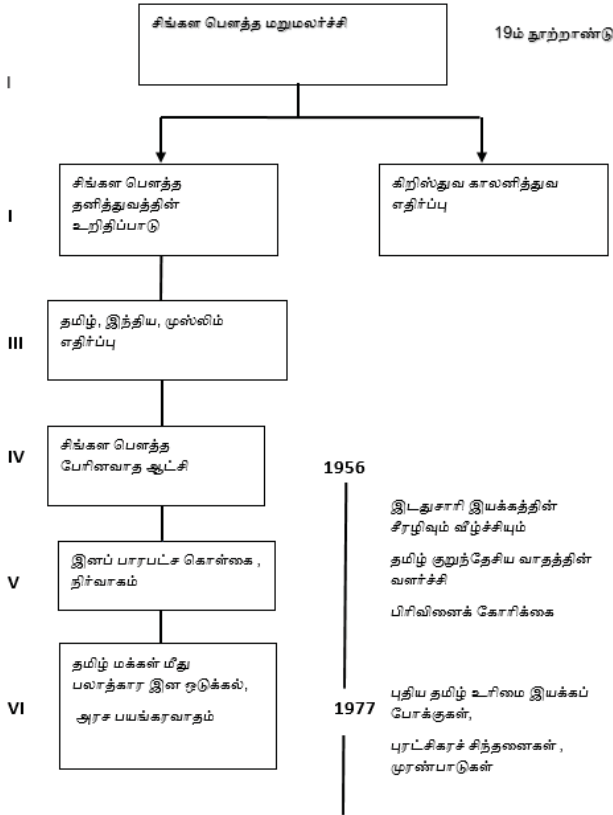 சிங்கள பௌத்த மறுமலர்ச்சி
19ம் நூற்றாண்டு
I
I
சிங்கள பௌத்த
தனித்துவத்தின்
உறிதிப்பாடு
கிறிஸ்துவ காலனித்துவ
எதிர்ப்பு
III
தமிழ், இந்திய, முஸ்லிம்
எதிர்ப்பு
IV
சிங்கள பௌத்த
பேரினவாத ஆட்சி
1956
இடதுசாரி இயக்கத்தின்
சீரழிவும் வீழ்ச்சியும்
தமிழ் குறுந்தேசிய வாதத்தின்
வளர்ச்சி
பிரிவினைக் கோரிக்கை
V
இனப் பாரபட்ச கொள்கை ,
நிர்வாகம்
VI
தமிழ் மக்கள் மீது
பலாத்கார இன ஒடுக்கல்,
அரச பயங்கரவாதம்
1977
புதிய தமிழ் உரிமை இயக்கப்
போக்குகள்,
புரட்சிகரச் சிந்தனைகள் ,
முரண்பாடுகள்